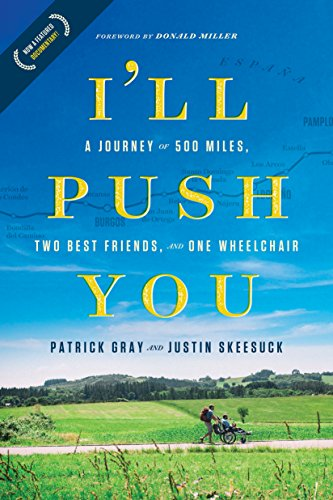 NOW A FEATURED
DOCUMENTARY!
FOREWORD BY DONALD MILLER
ESPAÑA
I'LL
A JOURNEY OF 500 MILES,
PAMPLO
BURGOS
PUSH
TWO BEST FRIENDS, AND ONE WHEELCHAIR
YOU
PATRICK GRAY AND JUSTIN SKEESUCK